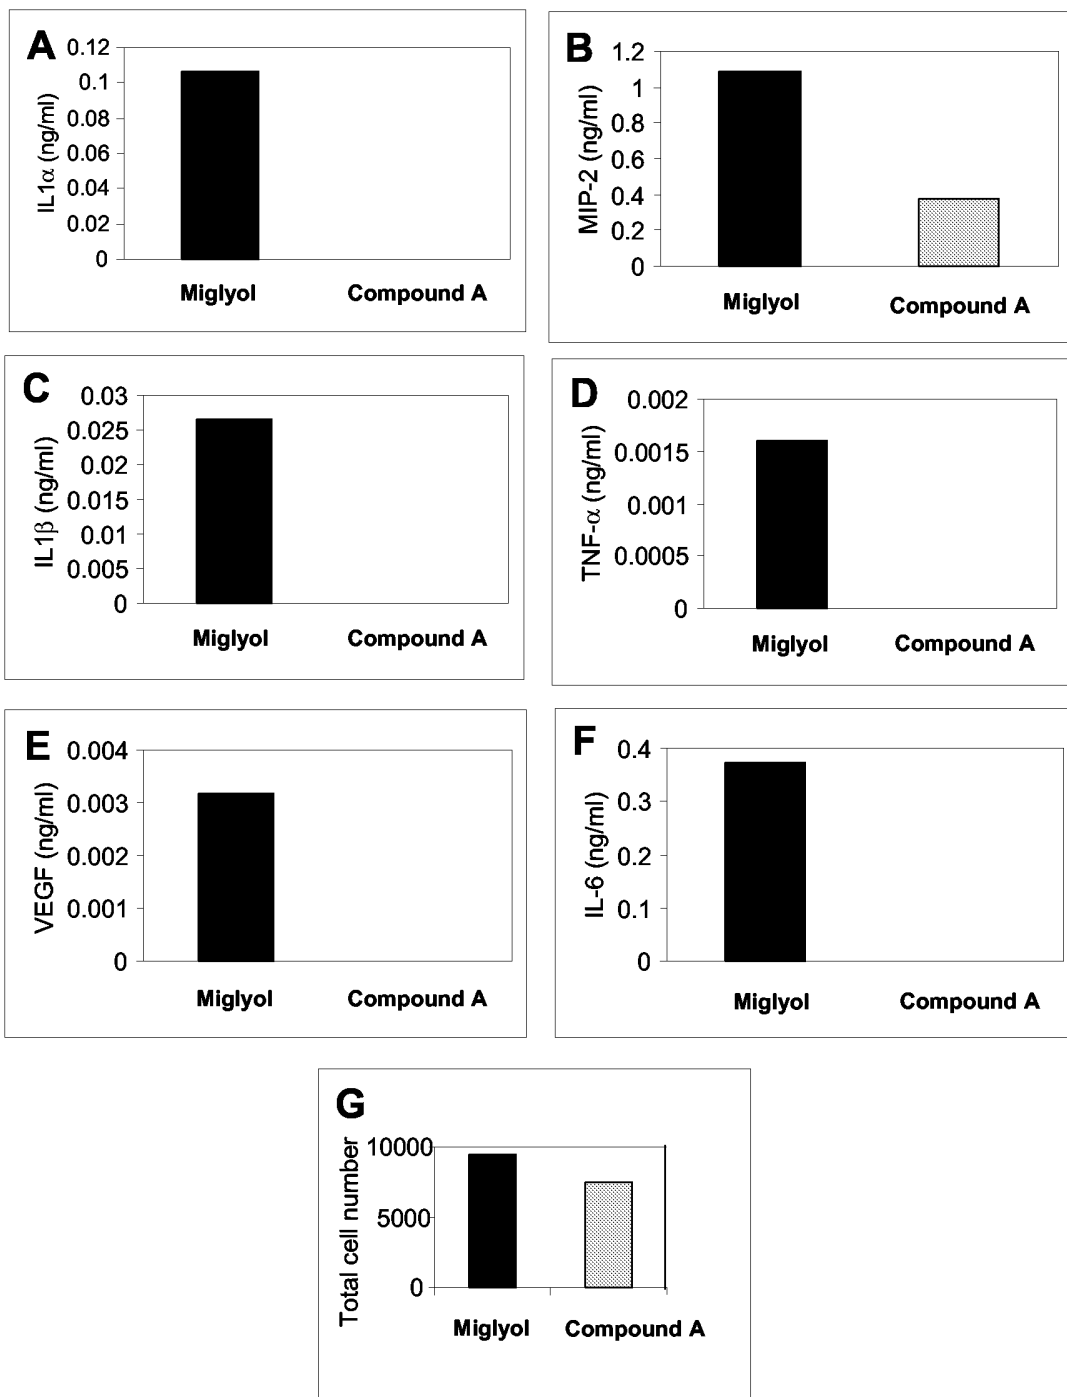 A
IL1α (ng/ml)
0.12
0.1
0.08
0.06
0.04
0.02
0
Miglyol Compound A
B
MIP-2 (ng/ml)
1.2
1
0.8
0.6
0.4
0.2
0
Miglyol Compound A
C
IL1β (ng/ml)
0.03
0.025
0.02
0.015
0.01
0.005
0
Miglyol Compound A
D
TNF-α (ng/ml)
0.002
0.0015
0.001
0.0005
0
Miglyol Compound A
E
VEGF (ng/ml)
0.004
0.003
0.002
0.001
0
Miglyol Compound A
F
IL-6 (ng/ml)
0.4
0.3
0.2
0.1
0
Miglyol Compound A
G
Total cell number
10000
5000
0
Miglyol Compound A